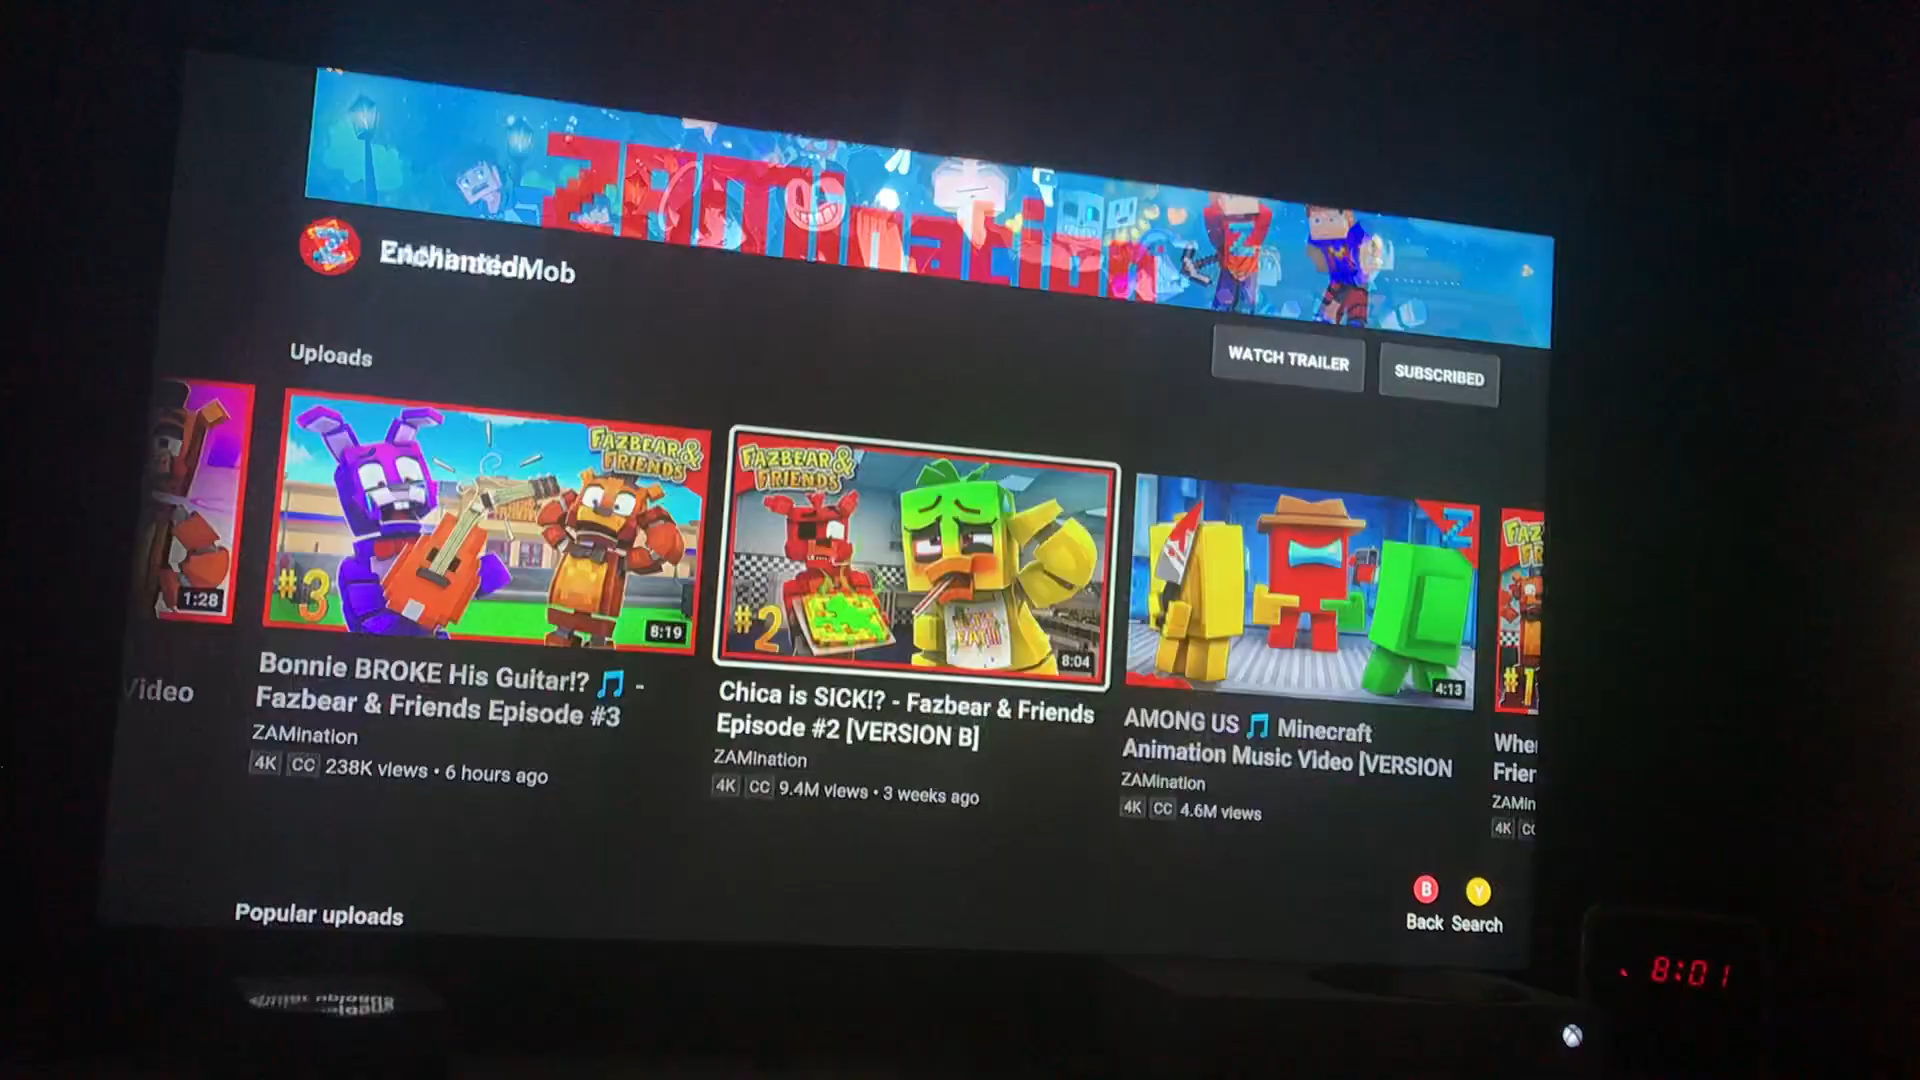 ZAMination
EnchantedMob
Uploads
WATCH TRAILER
SUBSCRIBED
FAZBEAR &
FRIENDS
#3
8:19
FAZBEAR &
FRIENDS
#2
8:04
4:13
#1
1:28
Video
Bonnie BROKE His Guitar!? 🎵 -
Fazbear & Friends Episode #3
ZAMination
4K CC 238K views • 6 hours ago
Chica is SICK!? - Fazbear & Friends
Episode #2 [VERSION B]
ZAMination
4K CC 9.4M views • 3 weeks ago
AMONG US 🎵 Minecraft
Animation Music Video [VERSION
ZAMination
4K CC 4.6M views
4K
Popular uploads
B Y
Back Search
8:01